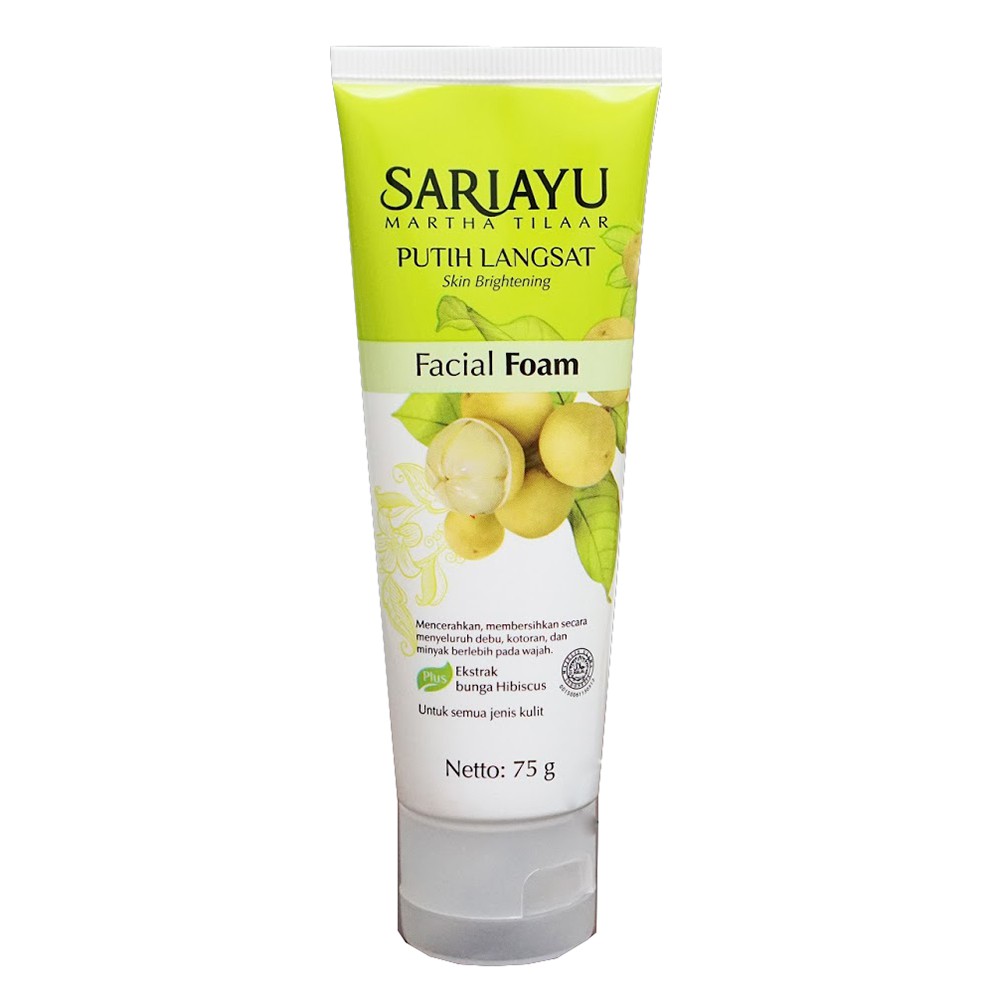 SARIAYU
MARTHA TILAAR
PUTIH LANGSAT
Skin Brightening
Facial Foam
Mencerahkan, membersihkan secara
menyeluruh debu, kotoran, dan
minyak berlebih pada wajah.
Plus
Ekstrak
bunga Hibiscus
Untuk semua jenis kulit
Netto: 75 g